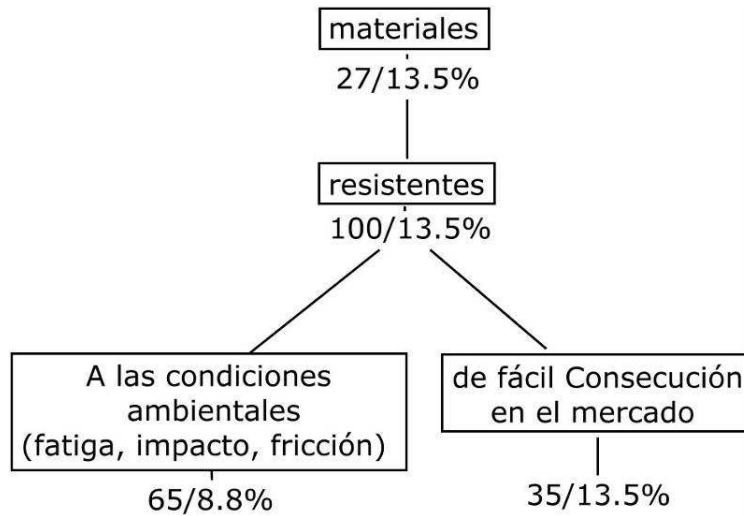 materiales
27/13.5%
resistentes
100/13.5%
A las condiciones
ambientales
(fatiga, impacto, fricción)
65/8.8%
de fácil Consecución
en el mercado
35/13.5%